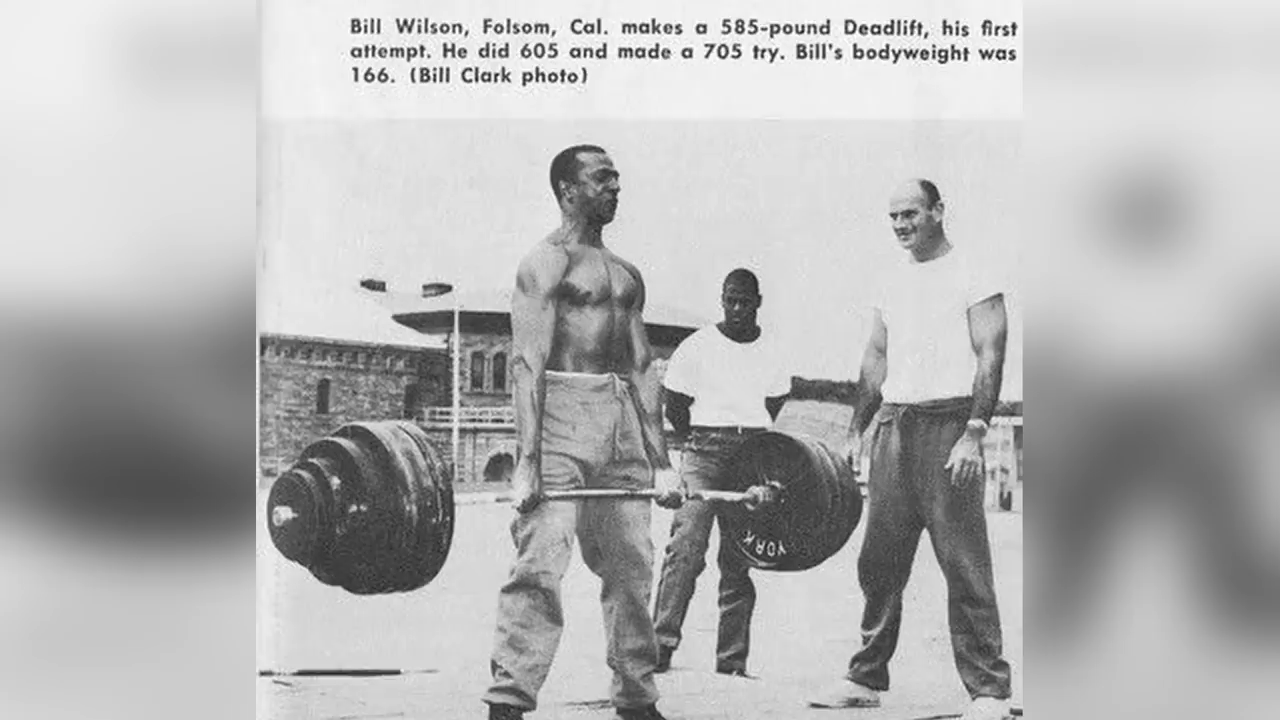 Bill Wilson, Folsom, Cal. makes a 585-pound Deadlift, his first
attempt. He did 605 and made a 705 try. Bill's bodyweight was
166. (Bill Clark photo)
YORK